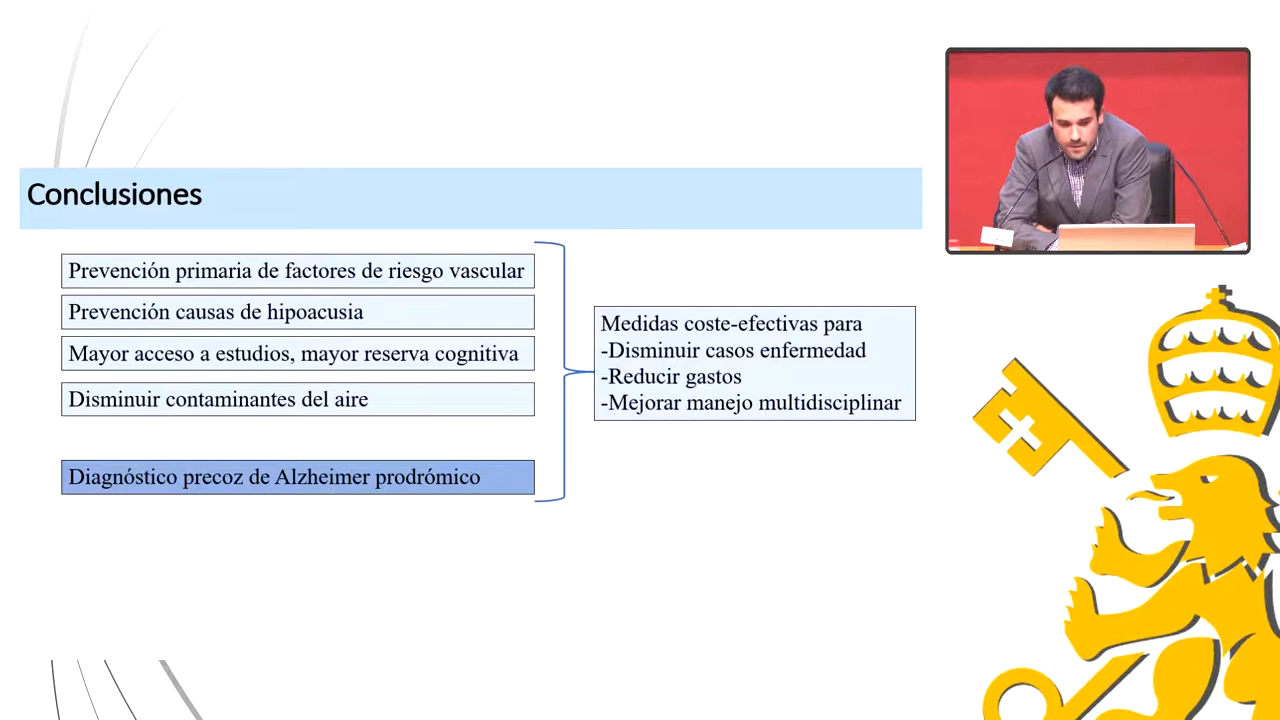 Conclusiones
Prevención primaria de factores de riesgo vascular
Prevención causas de hipoacusia
Mayor acceso a estudios, mayor reserva cognitiva
Disminuir contaminantes del aire
Diagnóstico precoz de Alzheimer prodrómico
Medidas coste-efectivas para
-Disminuir casos enfermedad
-Reducir gastos
-Mejorar manejo multidisciplinar